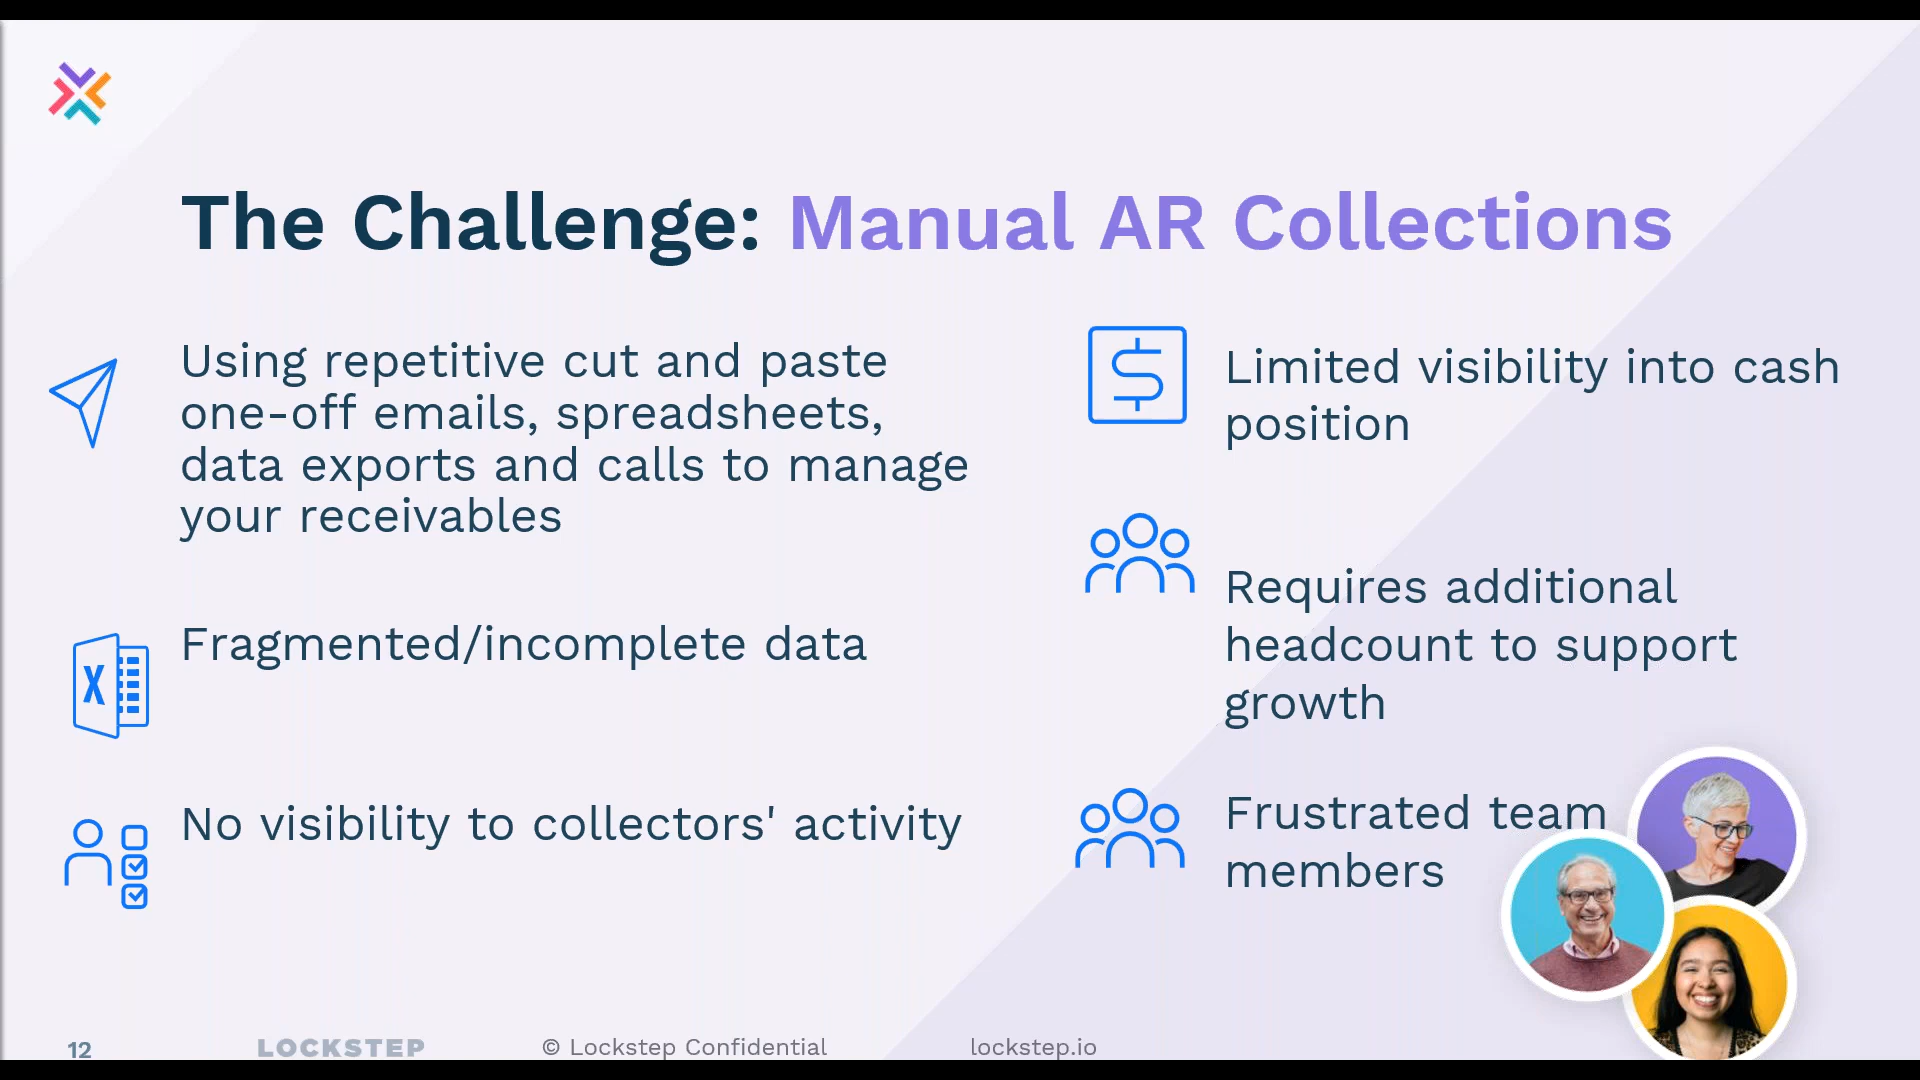 The Challenge: Manual AR Collections
Using repetitive cut and paste
one-off emails, spreadsheets,
data exports and calls to manage
your receivables
Fragmented/incomplete data
No visibility to collectors' activity
Limited visibility into cash
position
Requires additional
headcount to support
growth
Frustrated team
members
X
12 LOCKSTEP © Lockstep Confidential lockstep.io